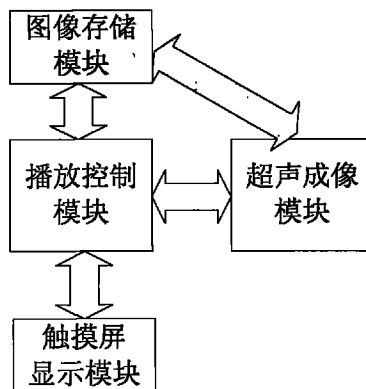 图像存储
模块
播放控制
模块
超声成像
模块
触摸屏
显示模块